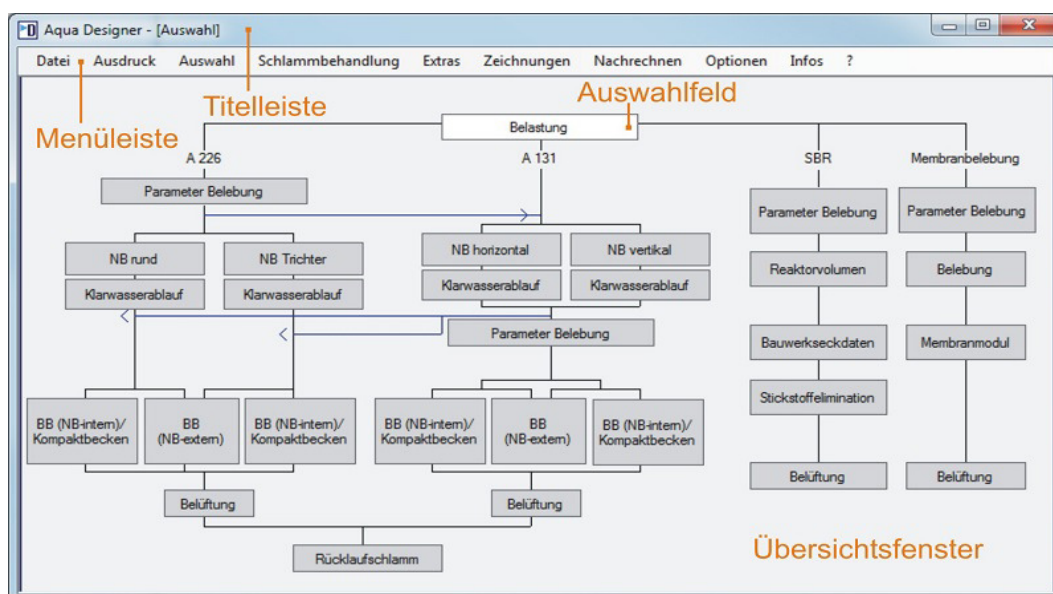 Aqua Designer - [Auswahl]
Datei Ausdruck Auswahl Schlammbehandlung Extras Zeichnungen Nachrechnen Optionen Infos ?
Menüleiste
Titelleiste
Auswahlfeld
Belastung
A 226
A 131
SBR
Membranbelebung
Parameter Belebung
Parameter Belebung
Parameter Belebung
NB rund
NB Trichter
NB horizontal
NB vertikal
Reaktorvolumen
Belebung
Klarwasserablauf
Klarwasserablauf
Klarwasserablauf
Klarwasserablauf
Parameter Belebung
Bauwerkseckdaten
Membranmodul
Stickstoffelimination
BB (NB-intern)/
Kompaktbecken
BB
(NB-extern)
BB (NB-intern)/
Kompaktbecken
BB (NB-intern)/
Kompaktbecken
BB
(NB-extern)
BB (NB-intern)/
Kompaktbecken
Belüftung
Belüftung
Belüftung
Belüftung
Rücklaufschlamm
Übersichtsfenster